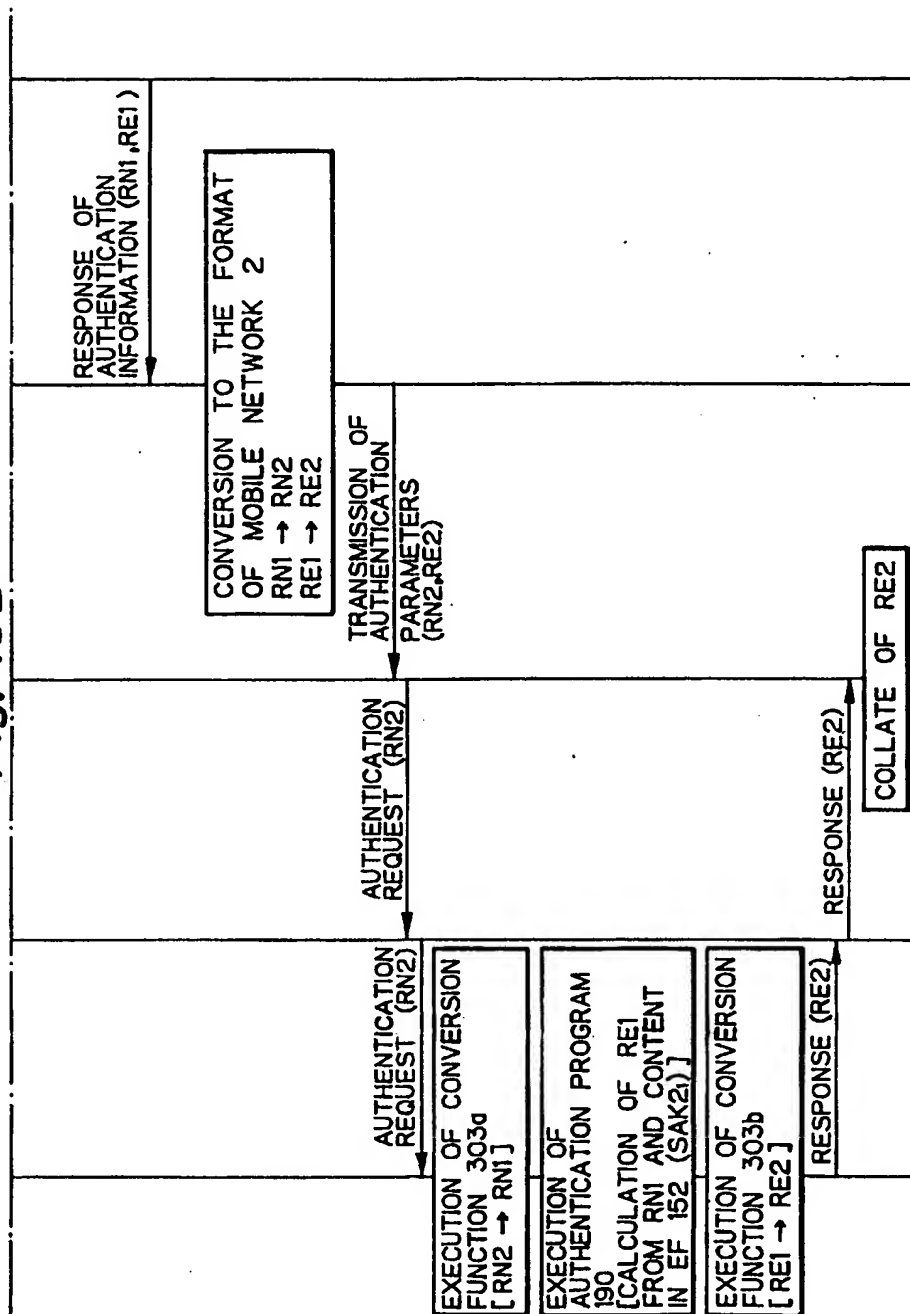 RESPONSE OF
AUTHENTICATION
INFORMATION (RN1,RE1)
CONVERSION TO THE FORMAT
OF MOBILE NETWORK 2
RN1 → RN2
RE1 → RE2
TRANSMISSION OF
AUTHENTICATION
PARAMETERS
(RN2,RE2)
AUTHENTICATION
REQUEST (RN2)
AUTHENTICATION
REQUEST (RN2)
EXECUTION OF CONVERSION
FUNCTION 303a
[RN2 → RN1]
EXECUTION OF
AUTHENTICATION PROGRAM
190
[CALCULATION OF RE1
FROM RN1 AND CONTENT
IN EF 152 (SAK2i)]
EXECUTION OF CONVERSION
FUNCTION 303b
[RE1 → RE2]
RESPONSE (RE2)
RESPONSE (RE2)
COLLATE OF RE2